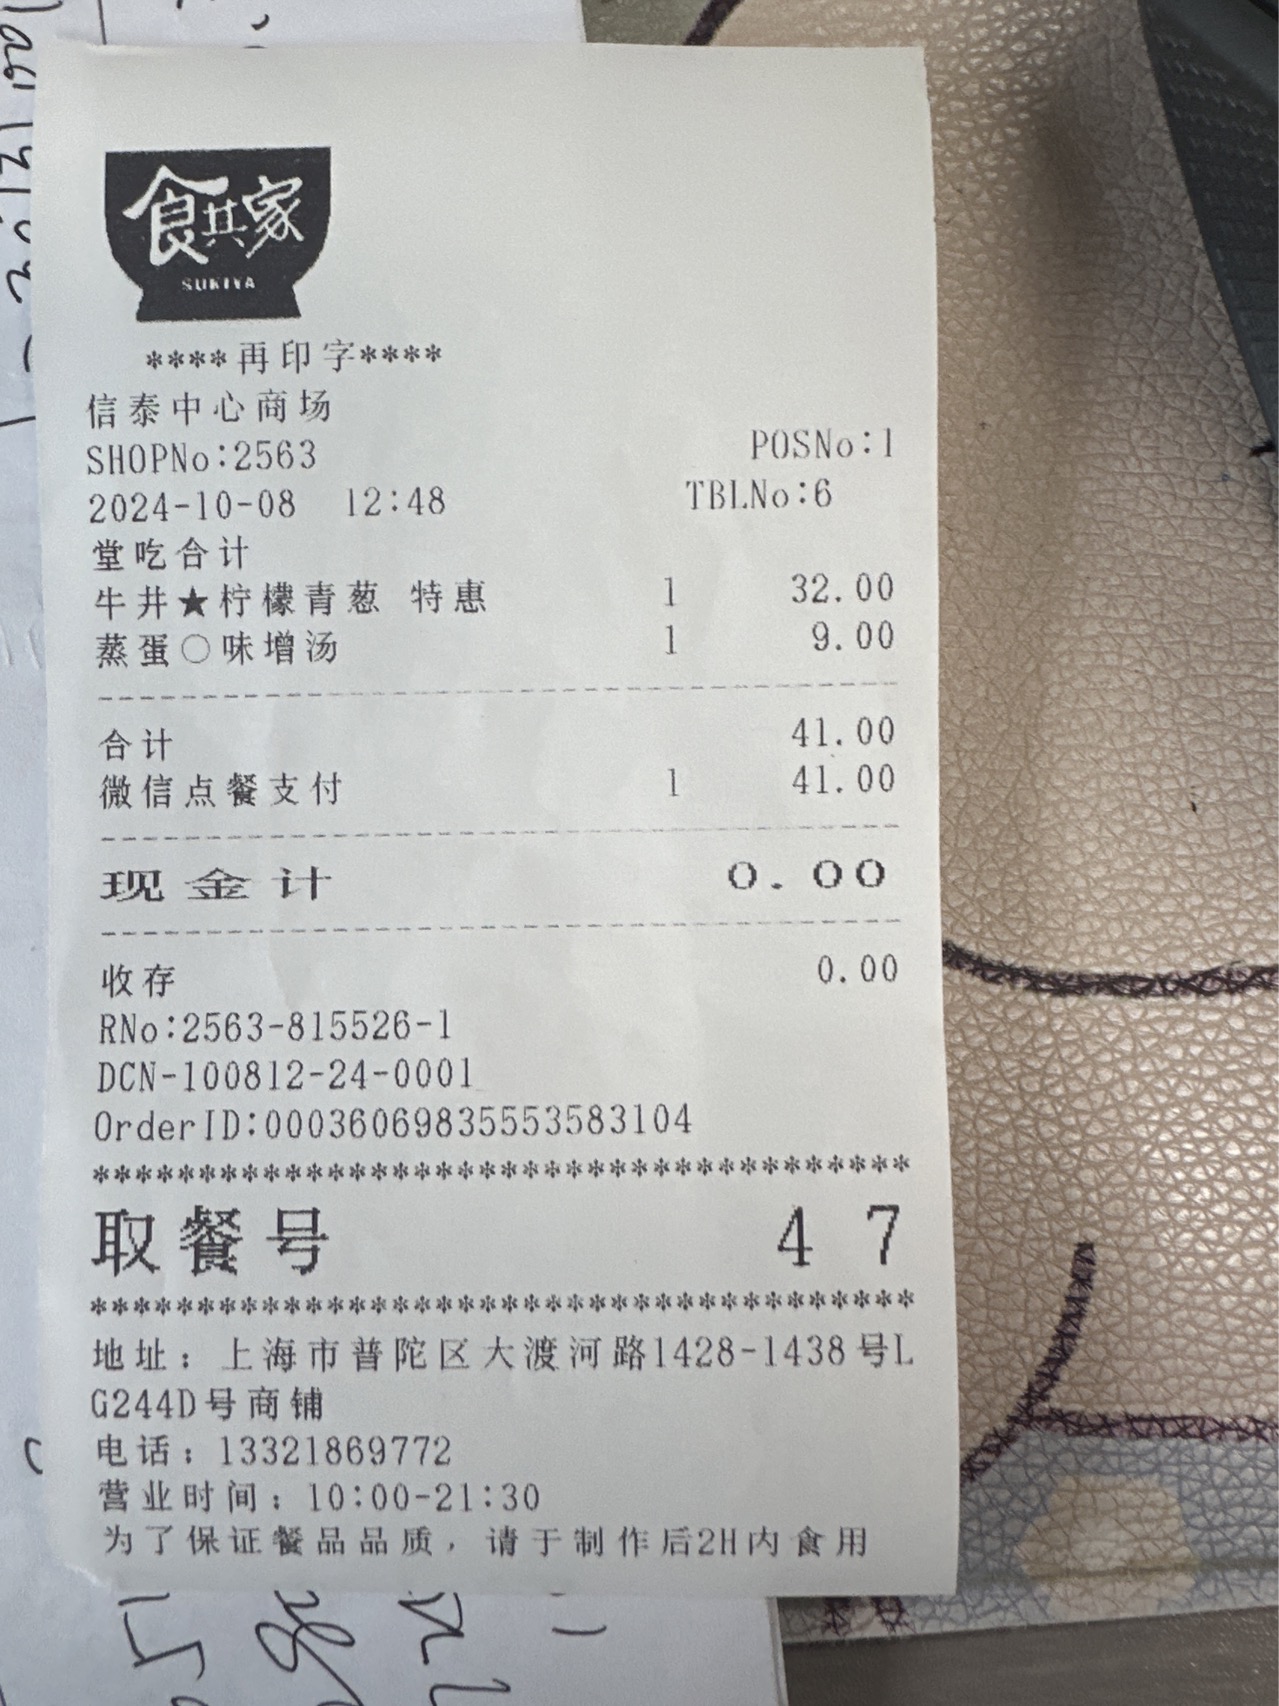 食其家
SUKIYA
****再印字****
信泰中心商场
SHOPNo:2563 POSNo:1
2024-10-08 12:48 TBLNo:6
堂吃合计
牛丼★柠檬青葱 特惠 1 32.00
蒸蛋○味增汤 1 9.00
合计 41.00
微信点餐支付 1 41.00
现金计 0.00
收存 0.00
RNo:2563-815526-1
DCN-100812-24-0001
OrderID:00036069835553583104
**************************************
取餐号 47
**************************************
地址：上海市普陀区大渡河路1428-1438号L
G244D号商铺
电话：13321869772
营业时间：10:00-21:30
为了保证餐品品质，请于制作后2H内食用